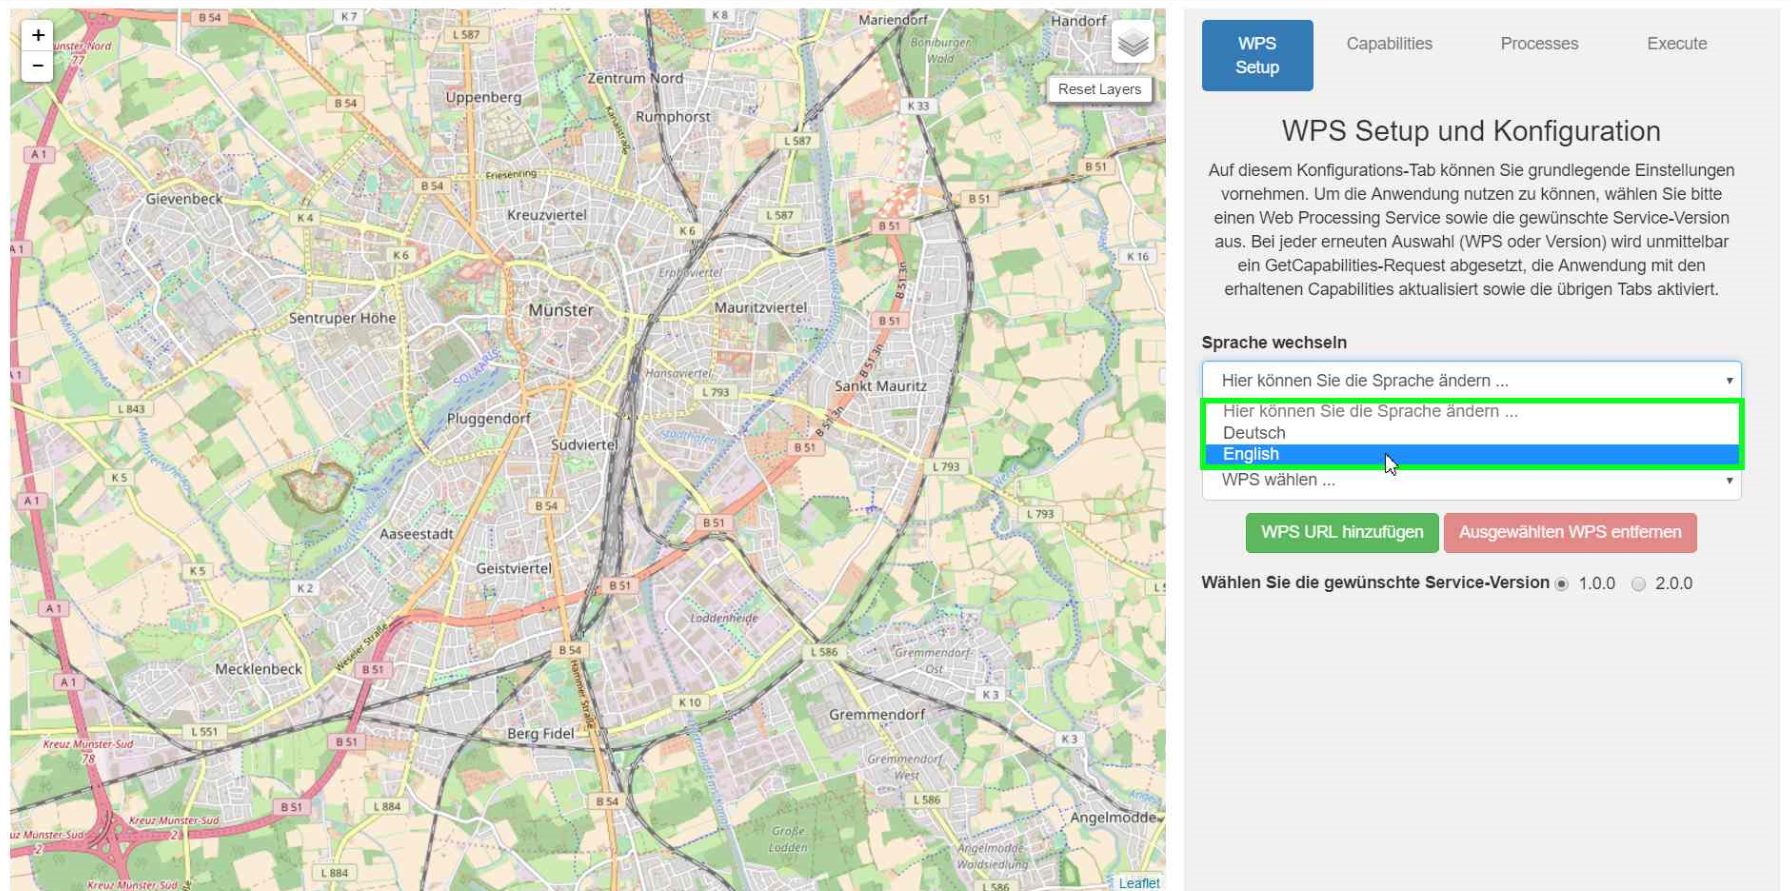 +
−
Reset Layers
Münster-Nord
77
B 54
K 7
L 587
K 8
Mariendorf
Handorf
Boniburger
Wald
Zentrum Nord
Uppenberg
B 54
Rumphorst
Kanalstraße
K 33
L 587
A 1
B 51
Gievenbeck
B 54
Friesenring
K 4
Kreuzviertel
L 587
B 51
K 6
B 51
A 1
K 6
K 16
Erphoviertel
B 51.3n
Münster
Mauritzviertel
Sentruper Höhe
B 51
B 51.3n
Hansaviertel
A 1
L 793
Sankt Mauritz
L 843
Pluggendorf
B 51.3n
Südviertel
B 51
L 793
K 5
A 1
B 54
L 793
B 51
Aaseestadt
K 5
Geistviertel
K 2
B 51
A 1
Loddenheide
Weseler Straße
B 54
L 586
Gremmendorf-
Ost
Mecklenbeck
B 51
A 1
Hammer Straße
K 3
K 10
Gremmendorf
L 551
Berg Fidel
B 51
K 3
Kreuz Münster-Süd
78
Gremmendorf
West
B 51
L 884
B 54
L 586
Kreuz Münster-Süd
Angelmodde
2
Große
Lodden
Angelmodde-
Waldsiedlung
L 884
Kreuz Münster-Süd
L 586
Leaflet
WPS
Setup
Capabilities
Processes
Execute
WPS Setup und Konfiguration
Auf diesem Konfigurations-Tab können Sie grundlegende Einstellungen
vornehmen. Um die Anwendung nutzen zu können, wählen Sie bitte
einen Web Processing Service sowie die gewünschte Service-Version
aus. Bei jeder erneuten Auswahl (WPS oder Version) wird unmittelbar
ein GetCapabilities-Request abgesetzt, die Anwendung mit den
erhaltenen Capabilities aktualisiert sowie die übrigen Tabs aktiviert.
Sprache wechseln
Hier können Sie die Sprache ändern ...
Hier können Sie die Sprache ändern ...
Deutsch
English
WPS wählen ...
WPS URL hinzufügen
Ausgewählten WPS entfernen
Wählen Sie die gewünschte Service-Version 1.0.0 2.0.0